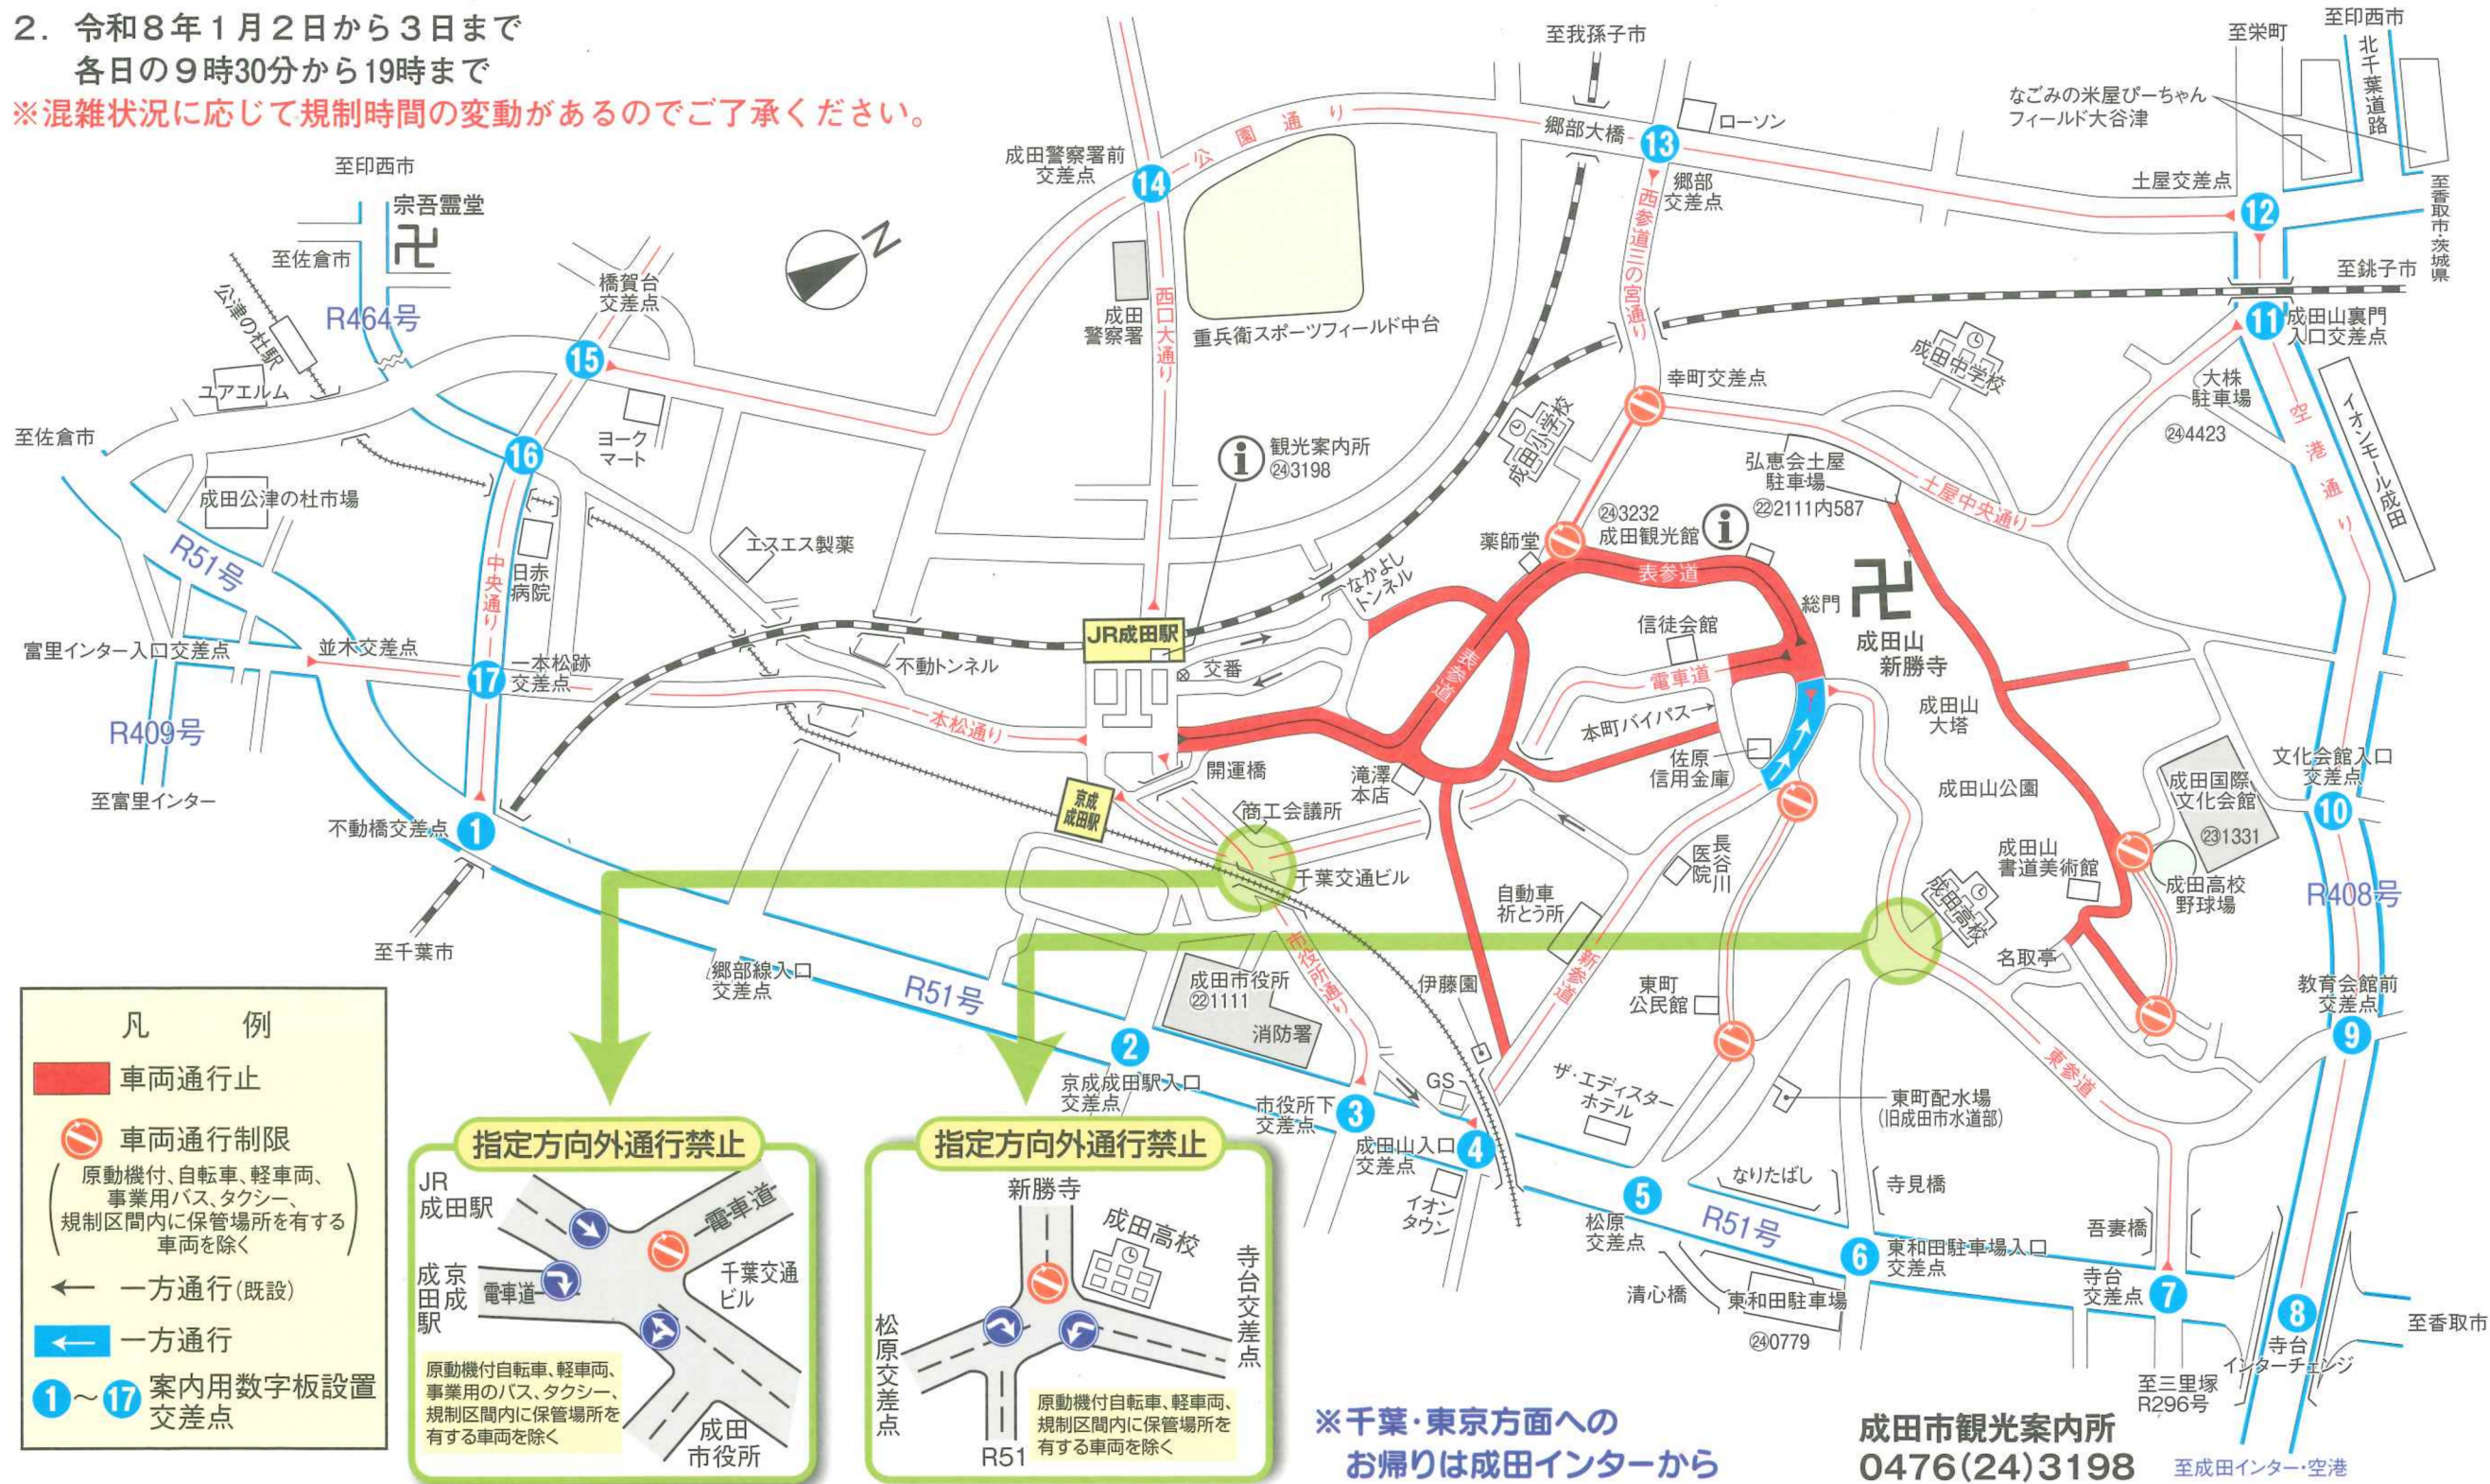 2. 令和8年1月2日から3日まで
各日の9時30分から19時まで
※混雑状況に応じて規制時間の変動があるのでご了承ください。
至印西市
宗吾霊堂
至佐倉市
公津の杜駅
R464号
ユアエルム
至佐倉市
橋賀台
交差点
15
ヨーク
マート
16
成田公津の杜市場
R51号
中央通り
日赤
病院
エスエス製薬
富里インター入口交差点
並木交差点
17
一本松跡
交差点
R409号
至富里インター
不動橋交差点
1
至千葉市
不動トンネル
一本松通り
N
成田警察署前
交差点
14
公園通り
成田
警察署
西口大通り
重兵衛スポーツフィールド中台
至我孫子市
郷部大橋
13
ローソン
郷部
交差点
西参道三の宮通り
至栄町
至印西市
北千葉道路
なごみの米屋ぴーちゃん
フィールド大谷津
土屋交差点
12
至香取市・茨城県
至銚子市
11
成田山裏門
入口交差点
成田中学校
大株
駐車場
㉔4423
空港通り
イオンモール成田
幸町交差点
成田小学校
観光案内所
㉔3198
弘恵会土屋
駐車場
㉒2111内587
土屋中央通り
㉔3232
成田観光館
薬師堂
表参道
なかよし
トンネル
JR成田駅
交番
信徒会館
総門
成田山
新勝寺
表参道
電車道
本町バイパス→
成田山
大塔
佐原
信用金庫
開運橋
滝澤
本店
京成
成田駅
商工会議所
千葉交通ビル
成田山公園
成田国際
文化会館
㉓1331
文化会館入口
交差点
10
成田山
書道美術館
成田高校
野球場
R408号
長谷川
医院
自動車
祈とう所
成田高校
名取亭
教育会館前
交差点
9
郷部線入口
交差点
R51号
成田市役所
㉒1111
消防署
市役所通り
伊藤園
新参道
東町
公民館
東参道
2
京成成田駅入口
交差点
市役所下
交差点
3
GS
成田山入口
交差点
4
イオン
タウン
ザ・エディスター
ホテル
東町配水場
(旧成田市水道部)
5
松原
交差点
なりたばし
寺見橋
R51号
6
東和田駐車場入口
交差点
吾妻橋
清心橋
東和田駐車場
㉔0779
寺台
交差点
7
8
寺台
インターチェンジ
至香取市
至三里塚
R296号
至成田インター・空港
凡 例
車両通行止
車両通行制限
(原動機付、自転車、軽車両、
事業用バス、タクシー、
規制区間内に保管場所を有する
車両を除く)
← 一方通行(既設)
← 一方通行
1〜17 案内用数字板設置
交差点
指定方向外通行禁止
JR
成田駅
電車道
京成
成田駅
電車道
千葉交通
ビル
原動機付自転車、軽車両、
事業用のバス、タクシー、
規制区間内に保管場所を
有する車両を除く
成田
市役所
指定方向外通行禁止
新勝寺
成田高校
寺台交差点
松原交差点
原動機付自転車、軽車両、
規制区間内に保管場所を
有する車両を除く
R51
※千葉・東京方面への
お帰りは成田インターから
成田市観光案内所
0476(24)3198